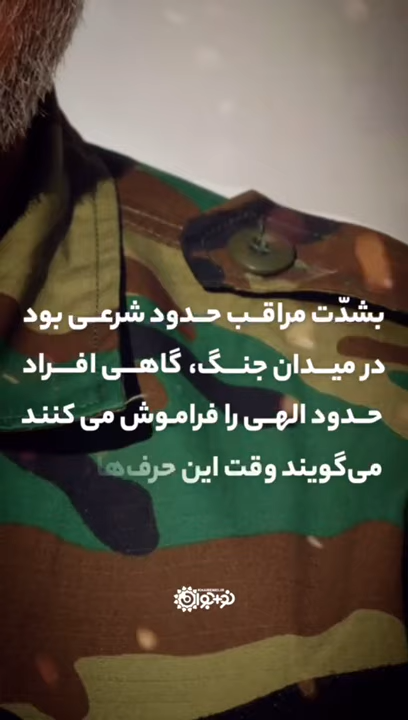 بشدّت مراقب حدود شرعی بود
در میدان جنگ، گاهی افراد
حدود الهی را فراموش می کنند
می‌گویند وقت این حرف‌ها
نوجوان